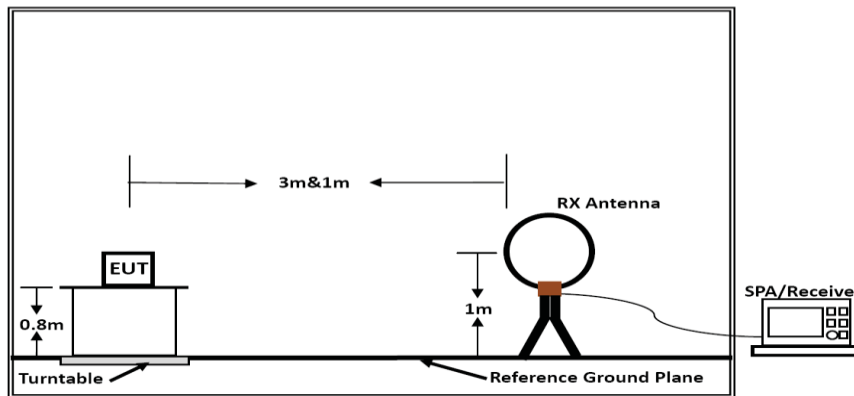 3m&1m
RX Antenna
EUT
SPA/Receive
0.8m
1m
Turntable
Reference Ground Plane